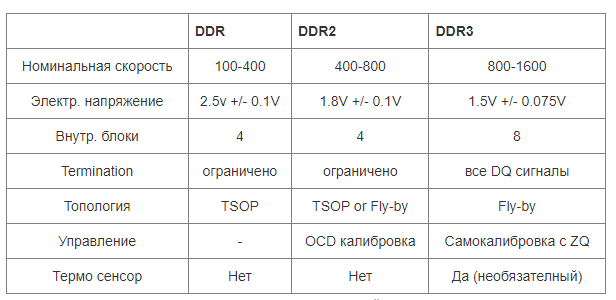 DDR DDR2 DDR3
Номинальная скорость 100-400 400-800 800-1600
Электр. напряжение 2.5v +/- 0.1V 1.8V +/- 0.1V 1.5V +/- 0.075V
Внутр. блоки 4 4 8
Termination ограничено ограничено все DQ сигналы
Топология TSOP TSOP or Fly-by Fly-by
Управление - OCD калибровка Самокалибровка с ZQ
Термо сенсор Нет Нет Да (необязателный)